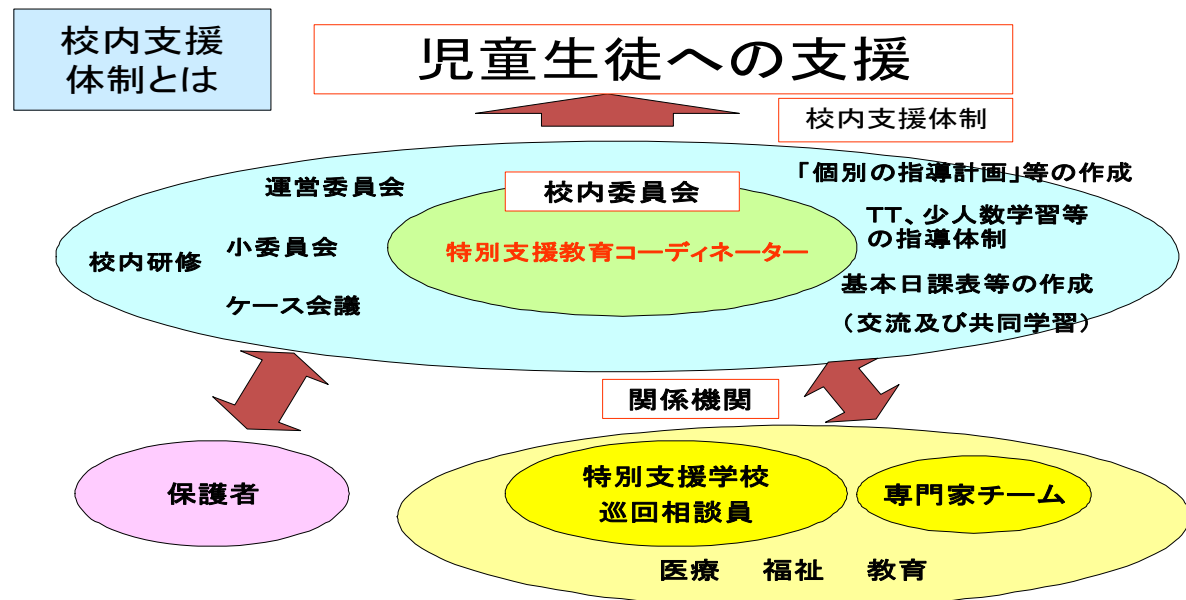 校内支援
体制とは
児童生徒への支援
校内支援体制
運営委員会
校内委員会
「個別の指導計画」等の作成
特別支援教育コーディネーター
TT、少人数学習等
の指導体制
校内研修
小委員会
ケース会議
基本日課表等の作成
(交流及び共同学習)
関係機関
保護者
特別支援学校
巡回相談員
専門家チーム
医療 福祉 教育